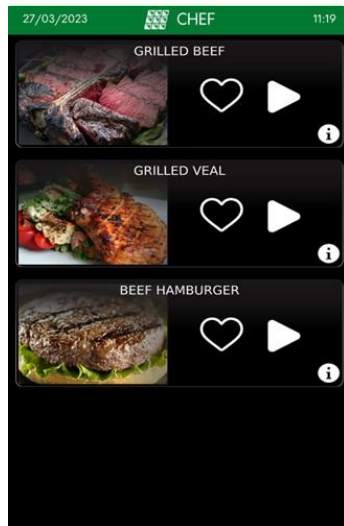 27/03/2023 CHEF 11:19
GRILLED BEEF
i
GRILLED VEAL
i
BEEF HAMBURGER
i